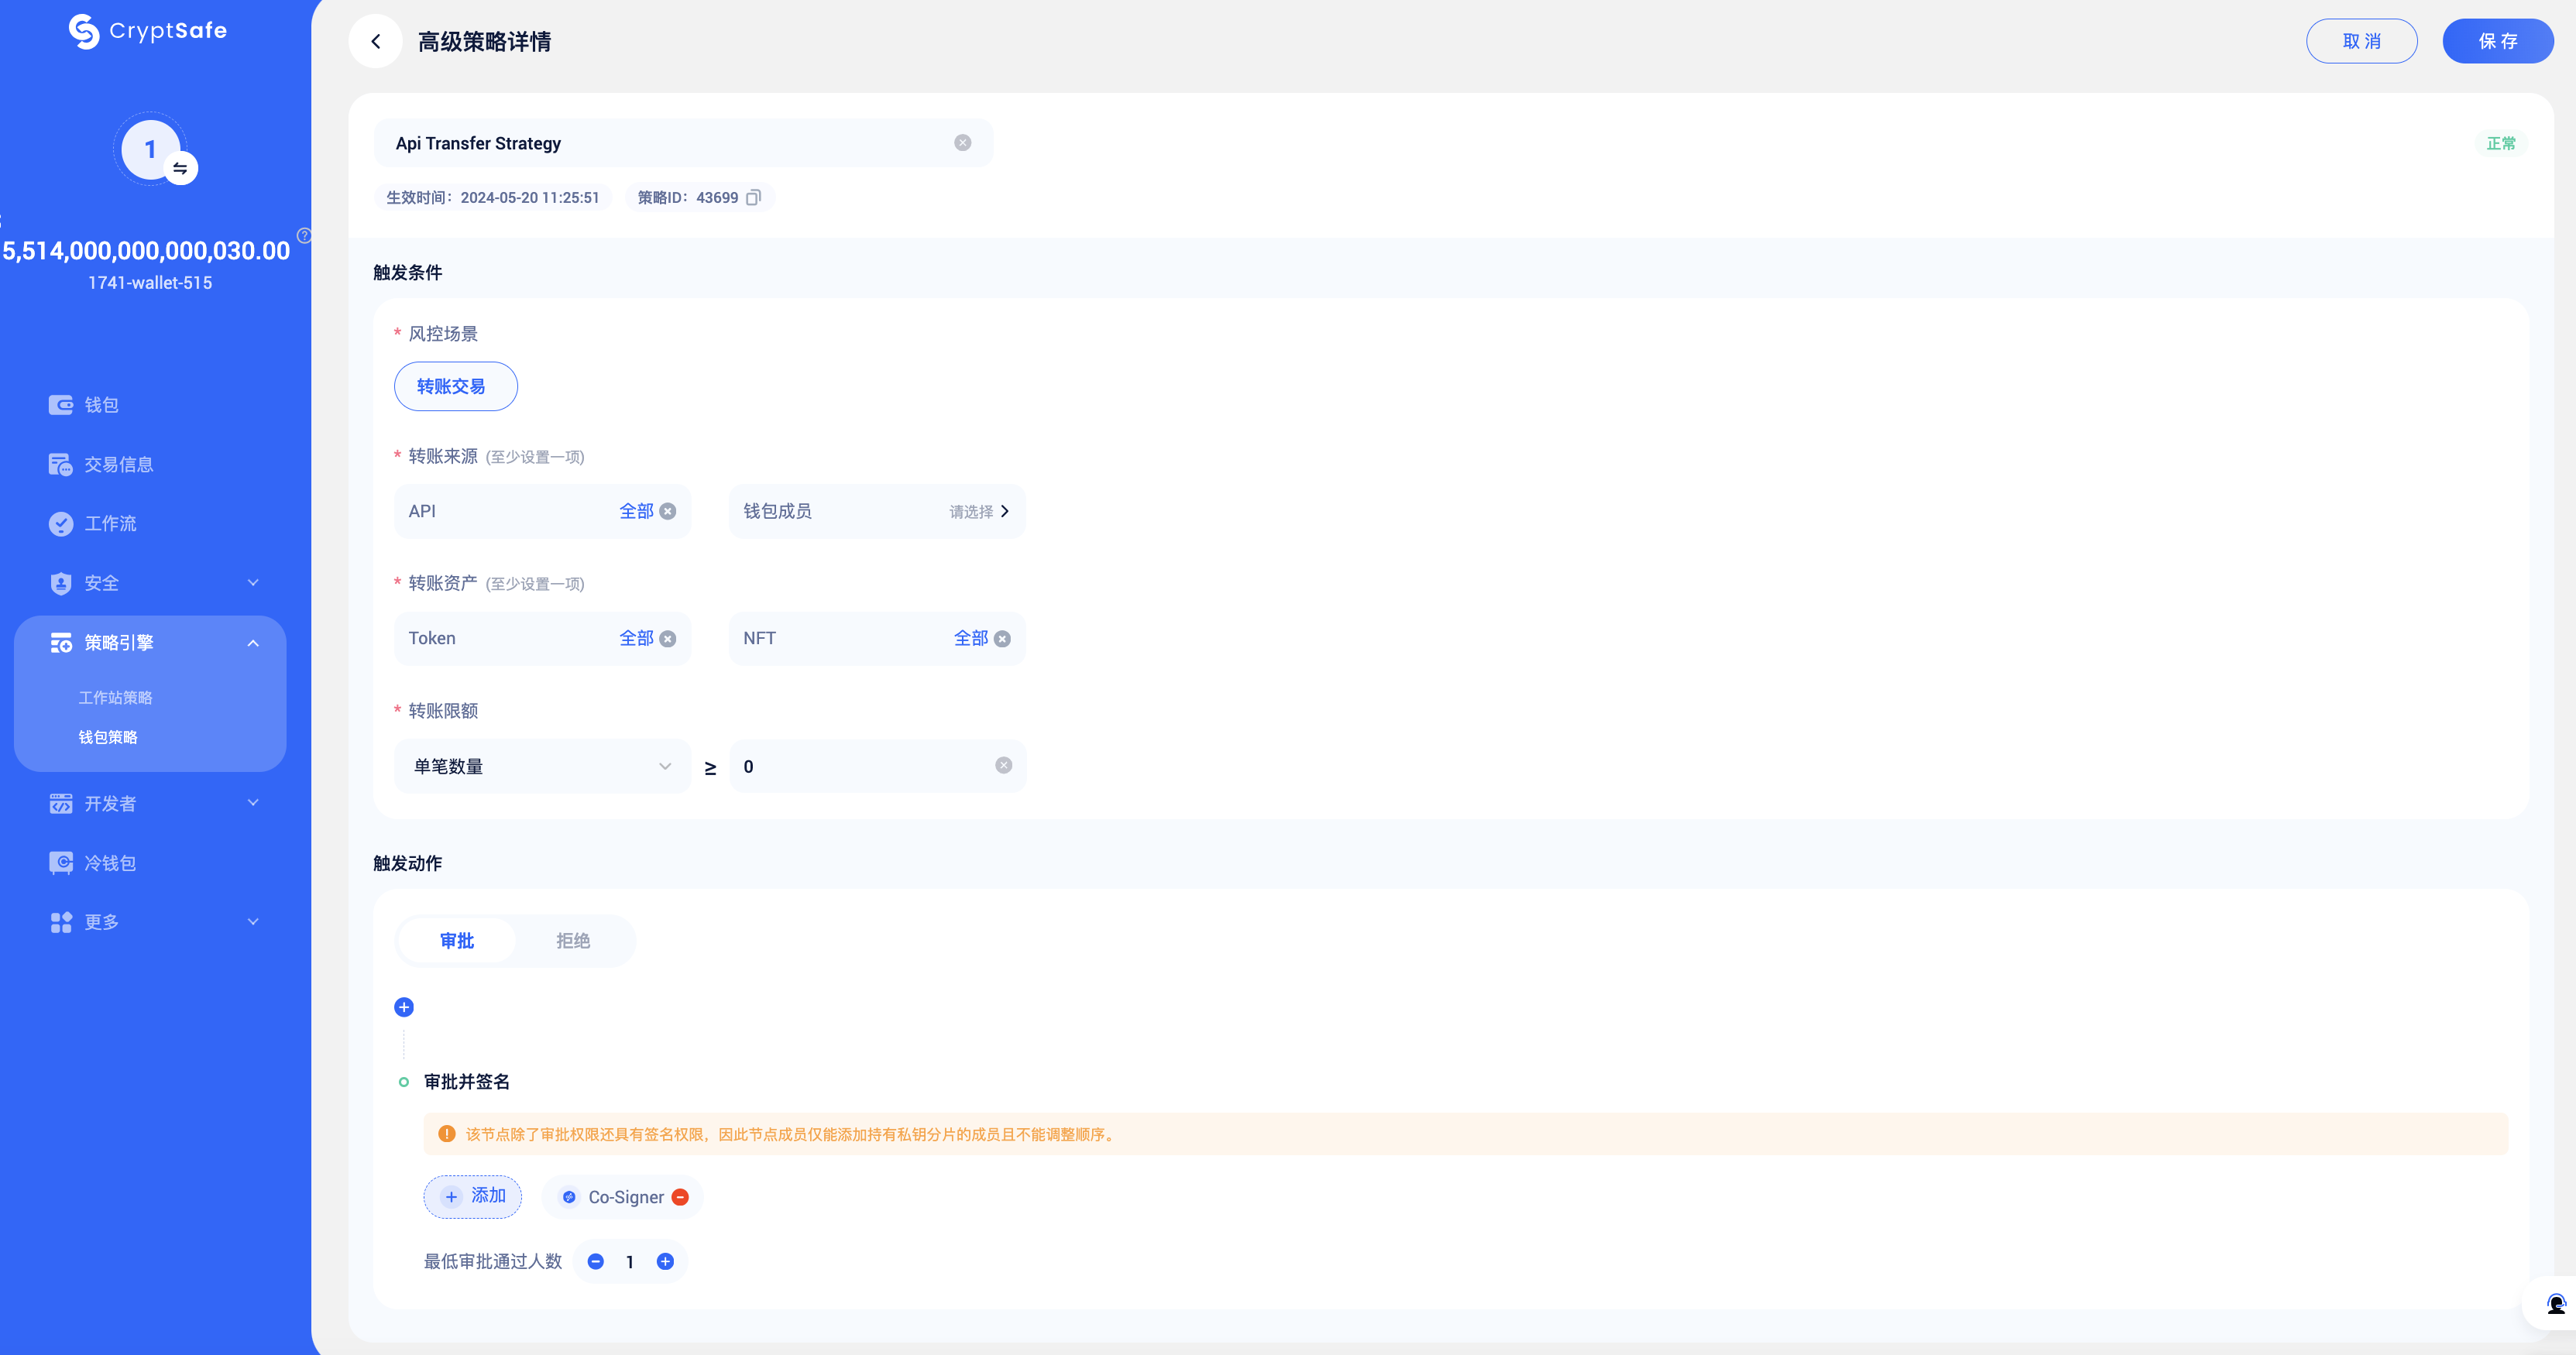 CryptSafe
1
5,514,000,000,000,030.00
1741-wallet-515
钱包
交易信息
工作流
安全
策略引擎
工作站策略
钱包策略
开发者
冷钱包
更多
高级策略详情
取消
保存
Api Transfer Strategy
正常
生效时间：2024-05-20 11:25:51
策略ID：43699
触发条件
* 风控场景
转账交易
* 转账来源 (至少设置一项)
API 全部
钱包成员 请选择
* 转账资产 (至少设置一项)
Token 全部
NFT 全部
* 转账限额
单笔数量 ≥ 0
触发动作
审批 拒绝
审批并签名
该节点除了审批权限还具有签名权限，因此节点成员仅能添加持有私钥分片的成员且不能调整顺序。
+ 添加
Co-Signer
最低审批通过人数 1